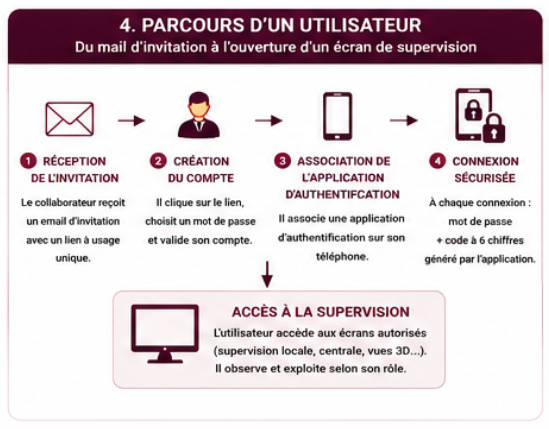 4. PARCOURS D'UN UTILISATEUR
Du mail d'invitation à l'ouverture d'un écran de supervision
1 RÉCEPTION
DE L'INVITATION
Le collaborateur reçoit
un email d'invitation
avec un lien à usage
unique.
2 CRÉATION
DU COMPTE
Il clique sur le lien,
choisit un mot de passe
et valide son compte.
3 ASSOCIATION DE
L'APPLICATION
D'AUTHENTIFCATION
Il associe une application
d'authentification sur son
téléphone.
4 CONNEXION
SÉCURISÉE
À chaque connexion :
mot de passe
+ code à 6 chiffres
généré par l'application.
ACCÈS À LA SUPERVISION
L'utilisateur accède aux écrans autorisés
(supervision locale, centrale, vues 3D...).
Il observe et exploite selon son rôle.